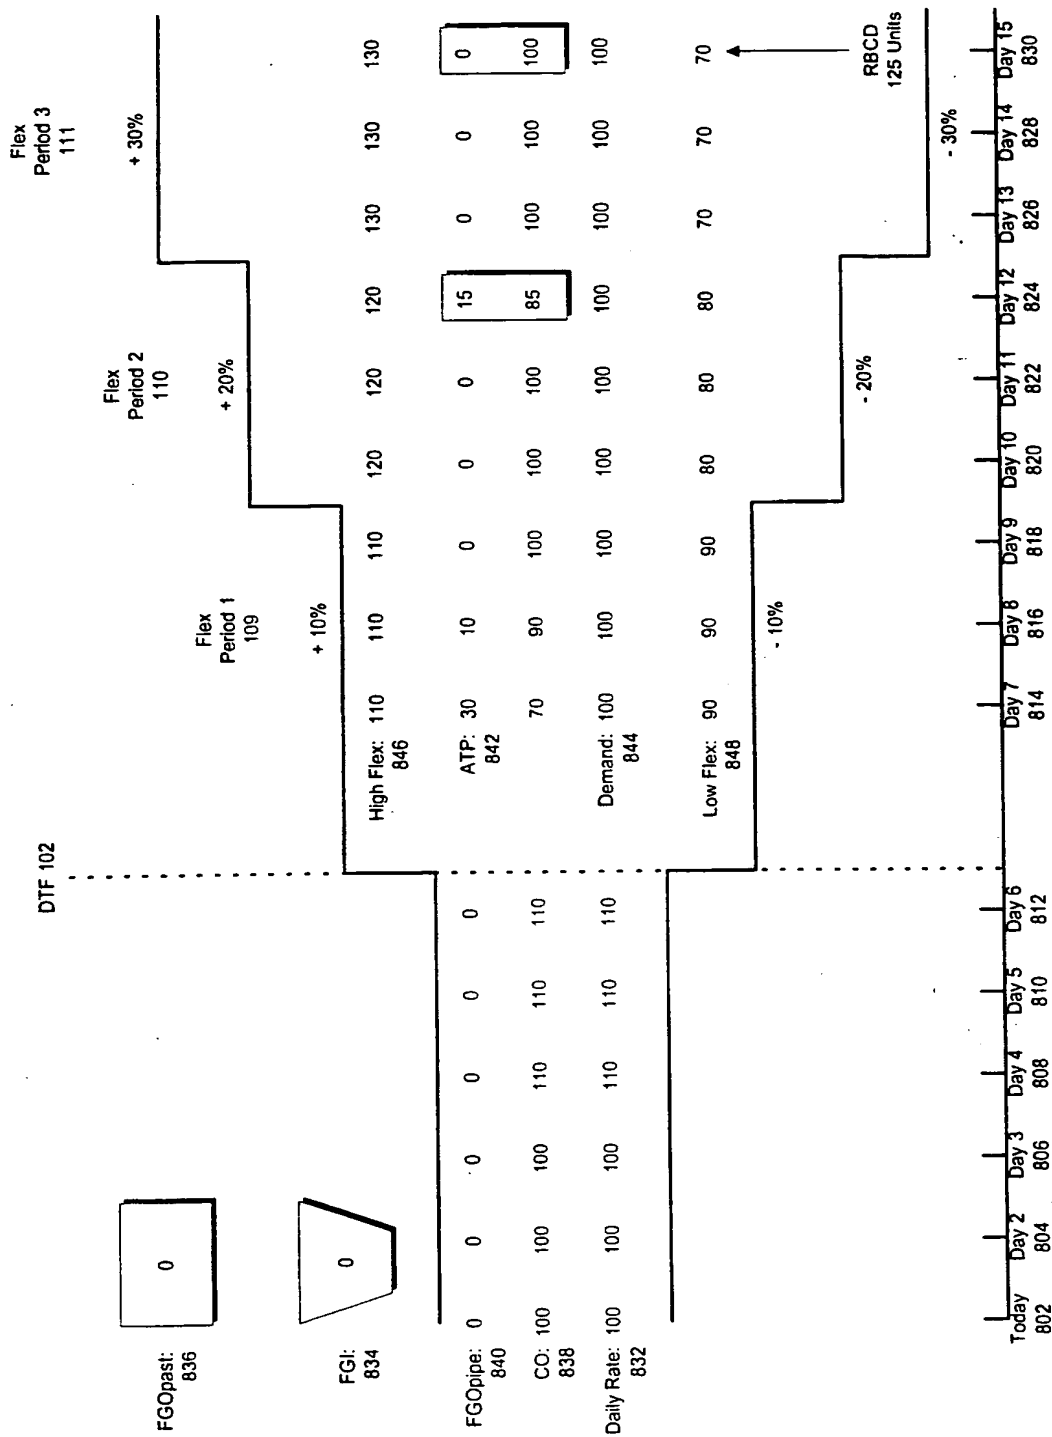 Flex
Period 3
111
Flex
Period 2
110
Flex
Period 1
109
DTF 102
+ 30%
+ 20%
+ 10%
FGOpast:
836
0
FGI:
834
0
High Flex: 110 110 110 120 120 120 130 130 130
846
FGOpipe: 0 0 0 0 0 0
840
ATP: 30 10 0 0 0 15 0 0 0
842
CO: 100 100 100 110 110 110 70 90 100 100 100 85 100 100 100
838
Daily Rate: 100 100 100 110 110 110
832
Demand: 100 100 100 100 100 100 100 100 100
844
Low Flex: 90 90 90 80 80 80 70 70 70
848
- 10%
- 20%
- 30%
RBCD
125 Units
Today Day 2 Day 3 Day 4 Day 5 Day 6 Day 7 Day 8 Day 9 Day 10 Day 11 Day 12 Day 13 Day 14 Day 15
802 804 806 808 810 812 814 816 818 820 822 824 826 828 830